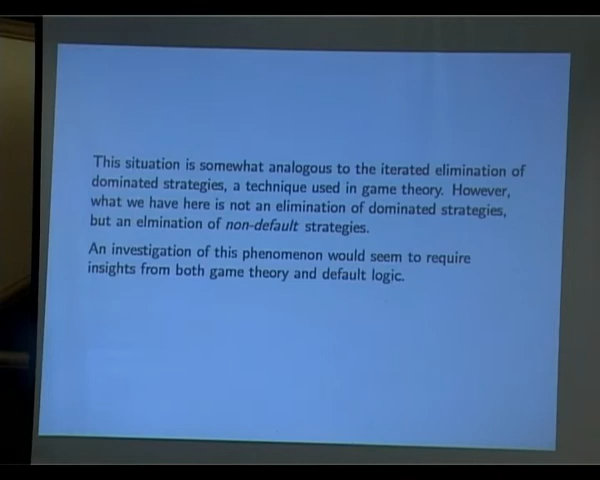 This situation is somewhat analogous to the iterated elimination of
dominated strategies, a technique used in game theory. However,
what we have here is not an elimination of dominated strategies,
but an elmination of non-default strategies.
An investigation of this phenomenon would seem to require
insights from both game theory and default logic.